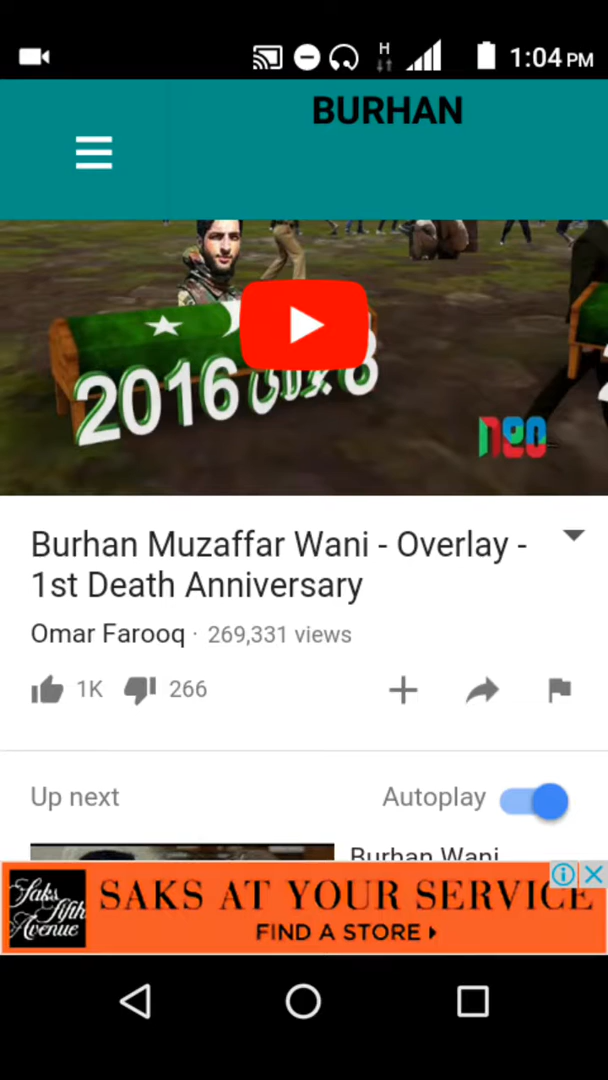 H
1:04 PM
BURHAN
2016
neo
Burhan Muzaffar Wani - Overlay -
1st Death Anniversary
Omar Farooq · 269,331 views
1K
266
Up next
Autoplay
Burhan Wani
Saks
Fifth
Avenue
SAKS AT YOUR SERVICE
FIND A STORE